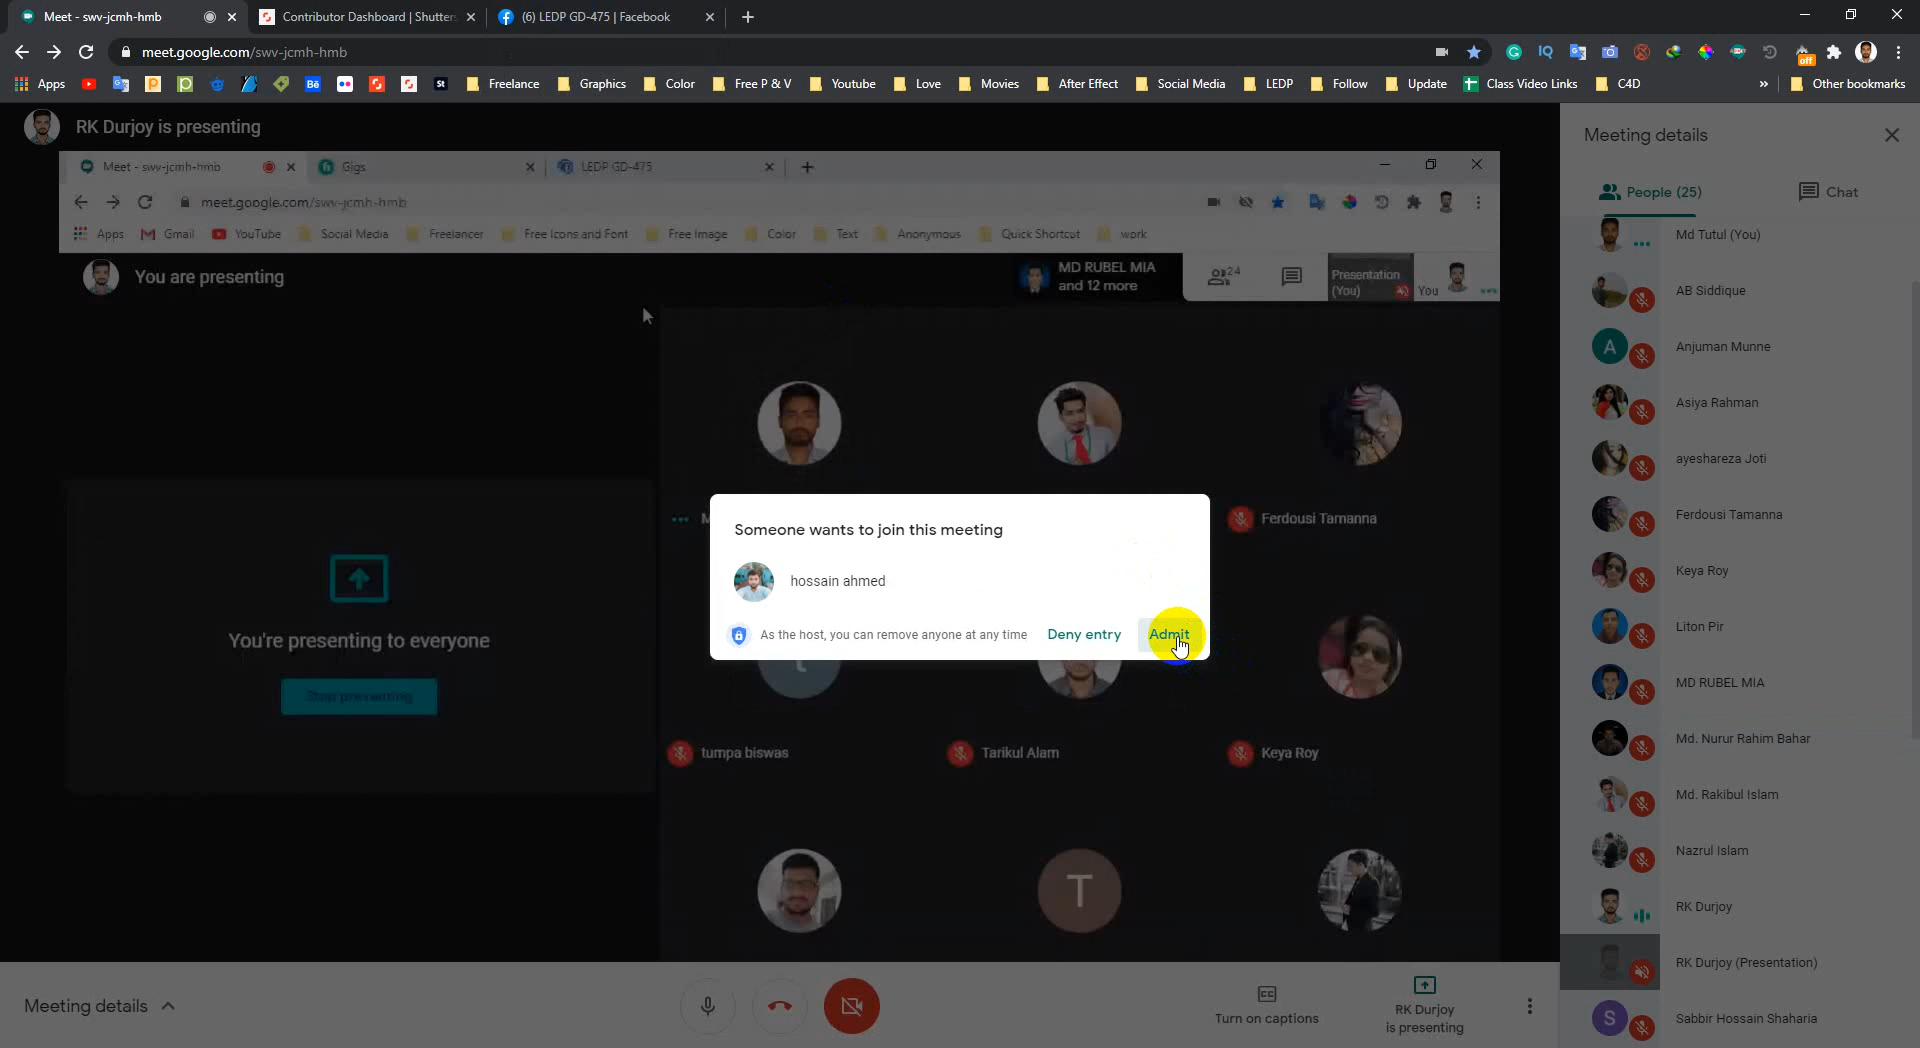 Meet - swv-jcmh-hmb
Contributor Dashboard | Shutters
(6) LEDP GD-475 | Facebook
meet.google.com/swv-jcmh-hmb
off
Apps
Bē
St
Freelance
Graphics
Color
Free P & V
Youtube
Love
Movies
After Effect
Social Media
LEDP
Follow
Update
Class Video Links
C4D
Other bookmarks
RK Durjoy is presenting
Meet - swv-jcmh-hmb
Gigs
LEDP GD-475
meet.google.com/swv-jcmh-hmb
Apps
Gmail
YouTube
Social Media
Freelancer
Free Icons and Font
Free Image
Color
Text
Anonymous
Quick Shortcut
work
You are presenting
MD RUBEL MIA
and 12 more
24
Presentation
(You)
You
You're presenting to everyone
Stop presenting
Ferdousi Tamanna
Someone wants to join this meeting
hossain ahmed
As the host, you can remove anyone at any time
Deny entry
Admit
tumpa biswas
Tarikul Alam
Keya Roy
T
Meeting details
People (25)
Chat
Md Tutul (You)
AB Siddique
A
Anjuman Munne
Asiya Rahman
ayeshareza Joti
Ferdousi Tamanna
Keya Roy
Liton Pir
MD RUBEL MIA
Md. Nurur Rahim Bahar
Md. Rakibul Islam
Nazrul Islam
RK Durjoy
RK Durjoy (Presentation)
S
Sabbir Hossain Shaharia
Meeting details
Turn on captions
RK Durjoy
is presenting